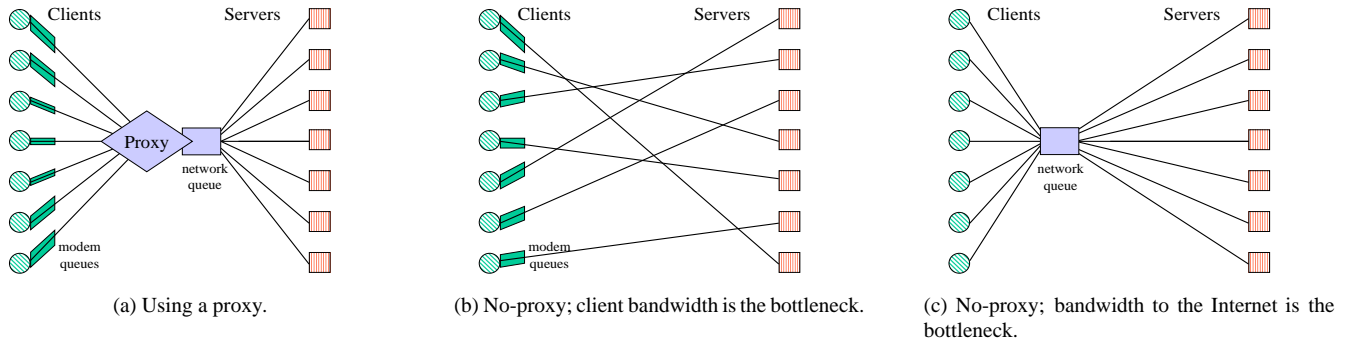 Clients
Servers
Proxy
network
queue
modem
queues
(a) Using a proxy.
Clients
Servers
modem
queues
(b) No-proxy; client bandwidth is the bottleneck.
Clients
Servers
network
queue
(c) No-proxy; bandwidth to the Internet is the
bottleneck.